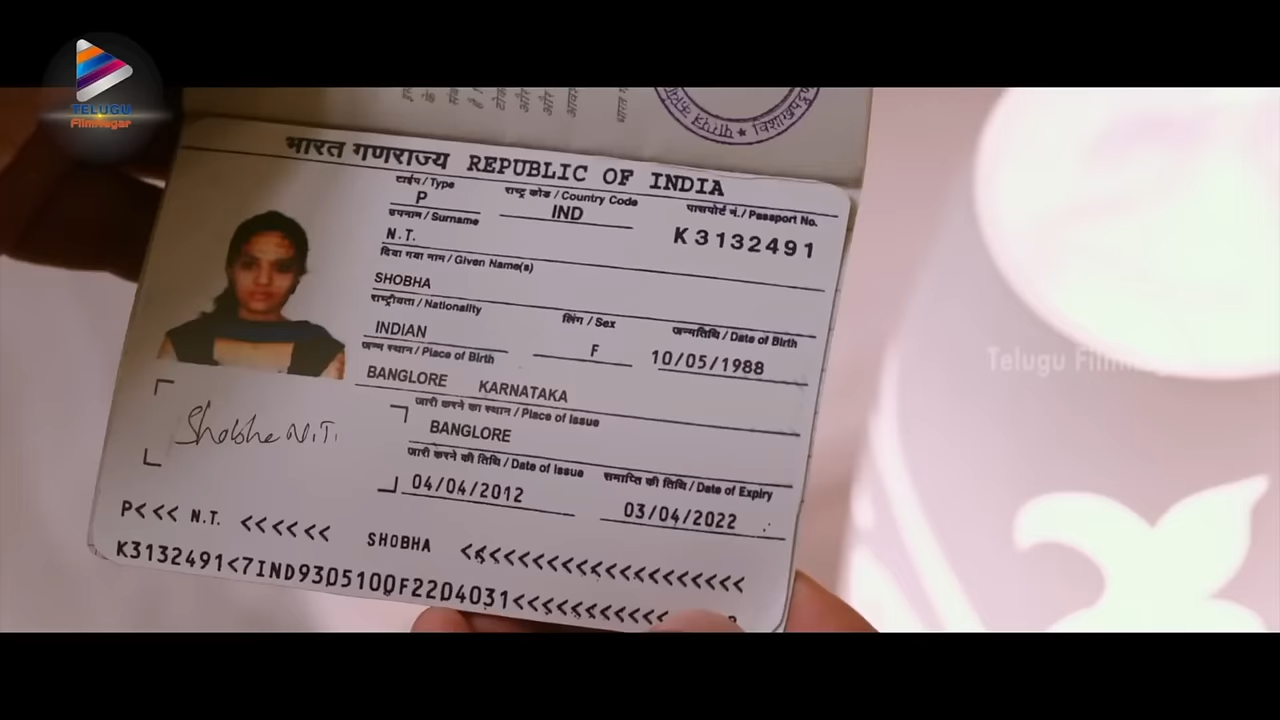 TELUGU
FilmNagar
विशाखपट्ट
भारत गणराज्य REPUBLIC OF INDIA
टाईप / Type
राष्ट्र कोड / Country Code
पासपोर्ट नं. / Passport No.
P
IND
K3132491
उपनाम / Surname
N.T.
दिया गया नाम / Given Name(s)
SHOBHA
राष्ट्रीयता / Nationality
लिंग / Sex
जन्मतिथि / Date of Birth
INDIAN
F
10/05/1988
जन्म स्थान / Place of Birth
BANGLORE KARNATAKA
जारी करने का स्थान / Place of Issue
BANGLORE
Shobha N.T.
जारी करने की तिथि / Date of Issue
समाप्ति की तिथि / Date of Expiry
04/04/2012
03/04/2022
P<<< N.T. <<<<<< SHOBHA <<<<<<<<<<<<<<<<<<<<<<
K3132491<7IND9305100F2204031<<<<<<<<<<<<
Telugu